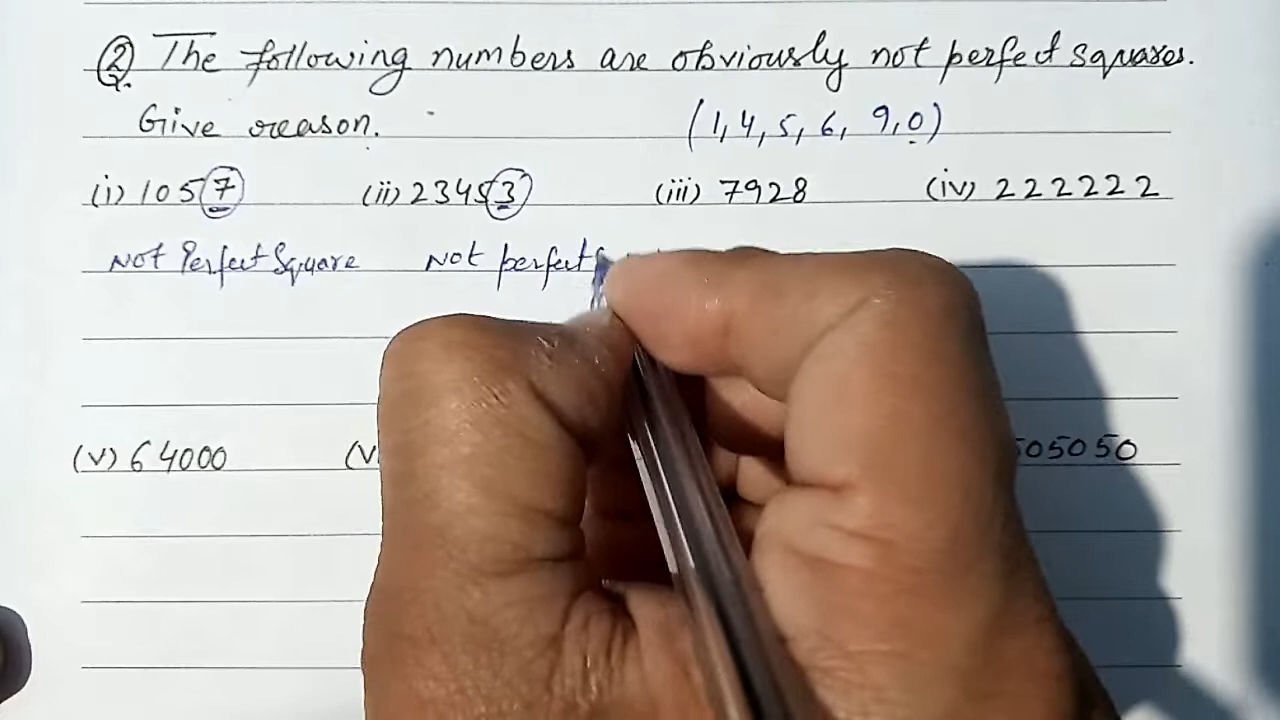 ② The following numbers are obviously not perfect squares.
Give reason. (1, 4, 5, 6, 9, 0)
(i) 1057 (ii) 23453 (iii) 7928 (iv) 222222
Not Perfect Square Not perfect
(v) 64000 (v 505050